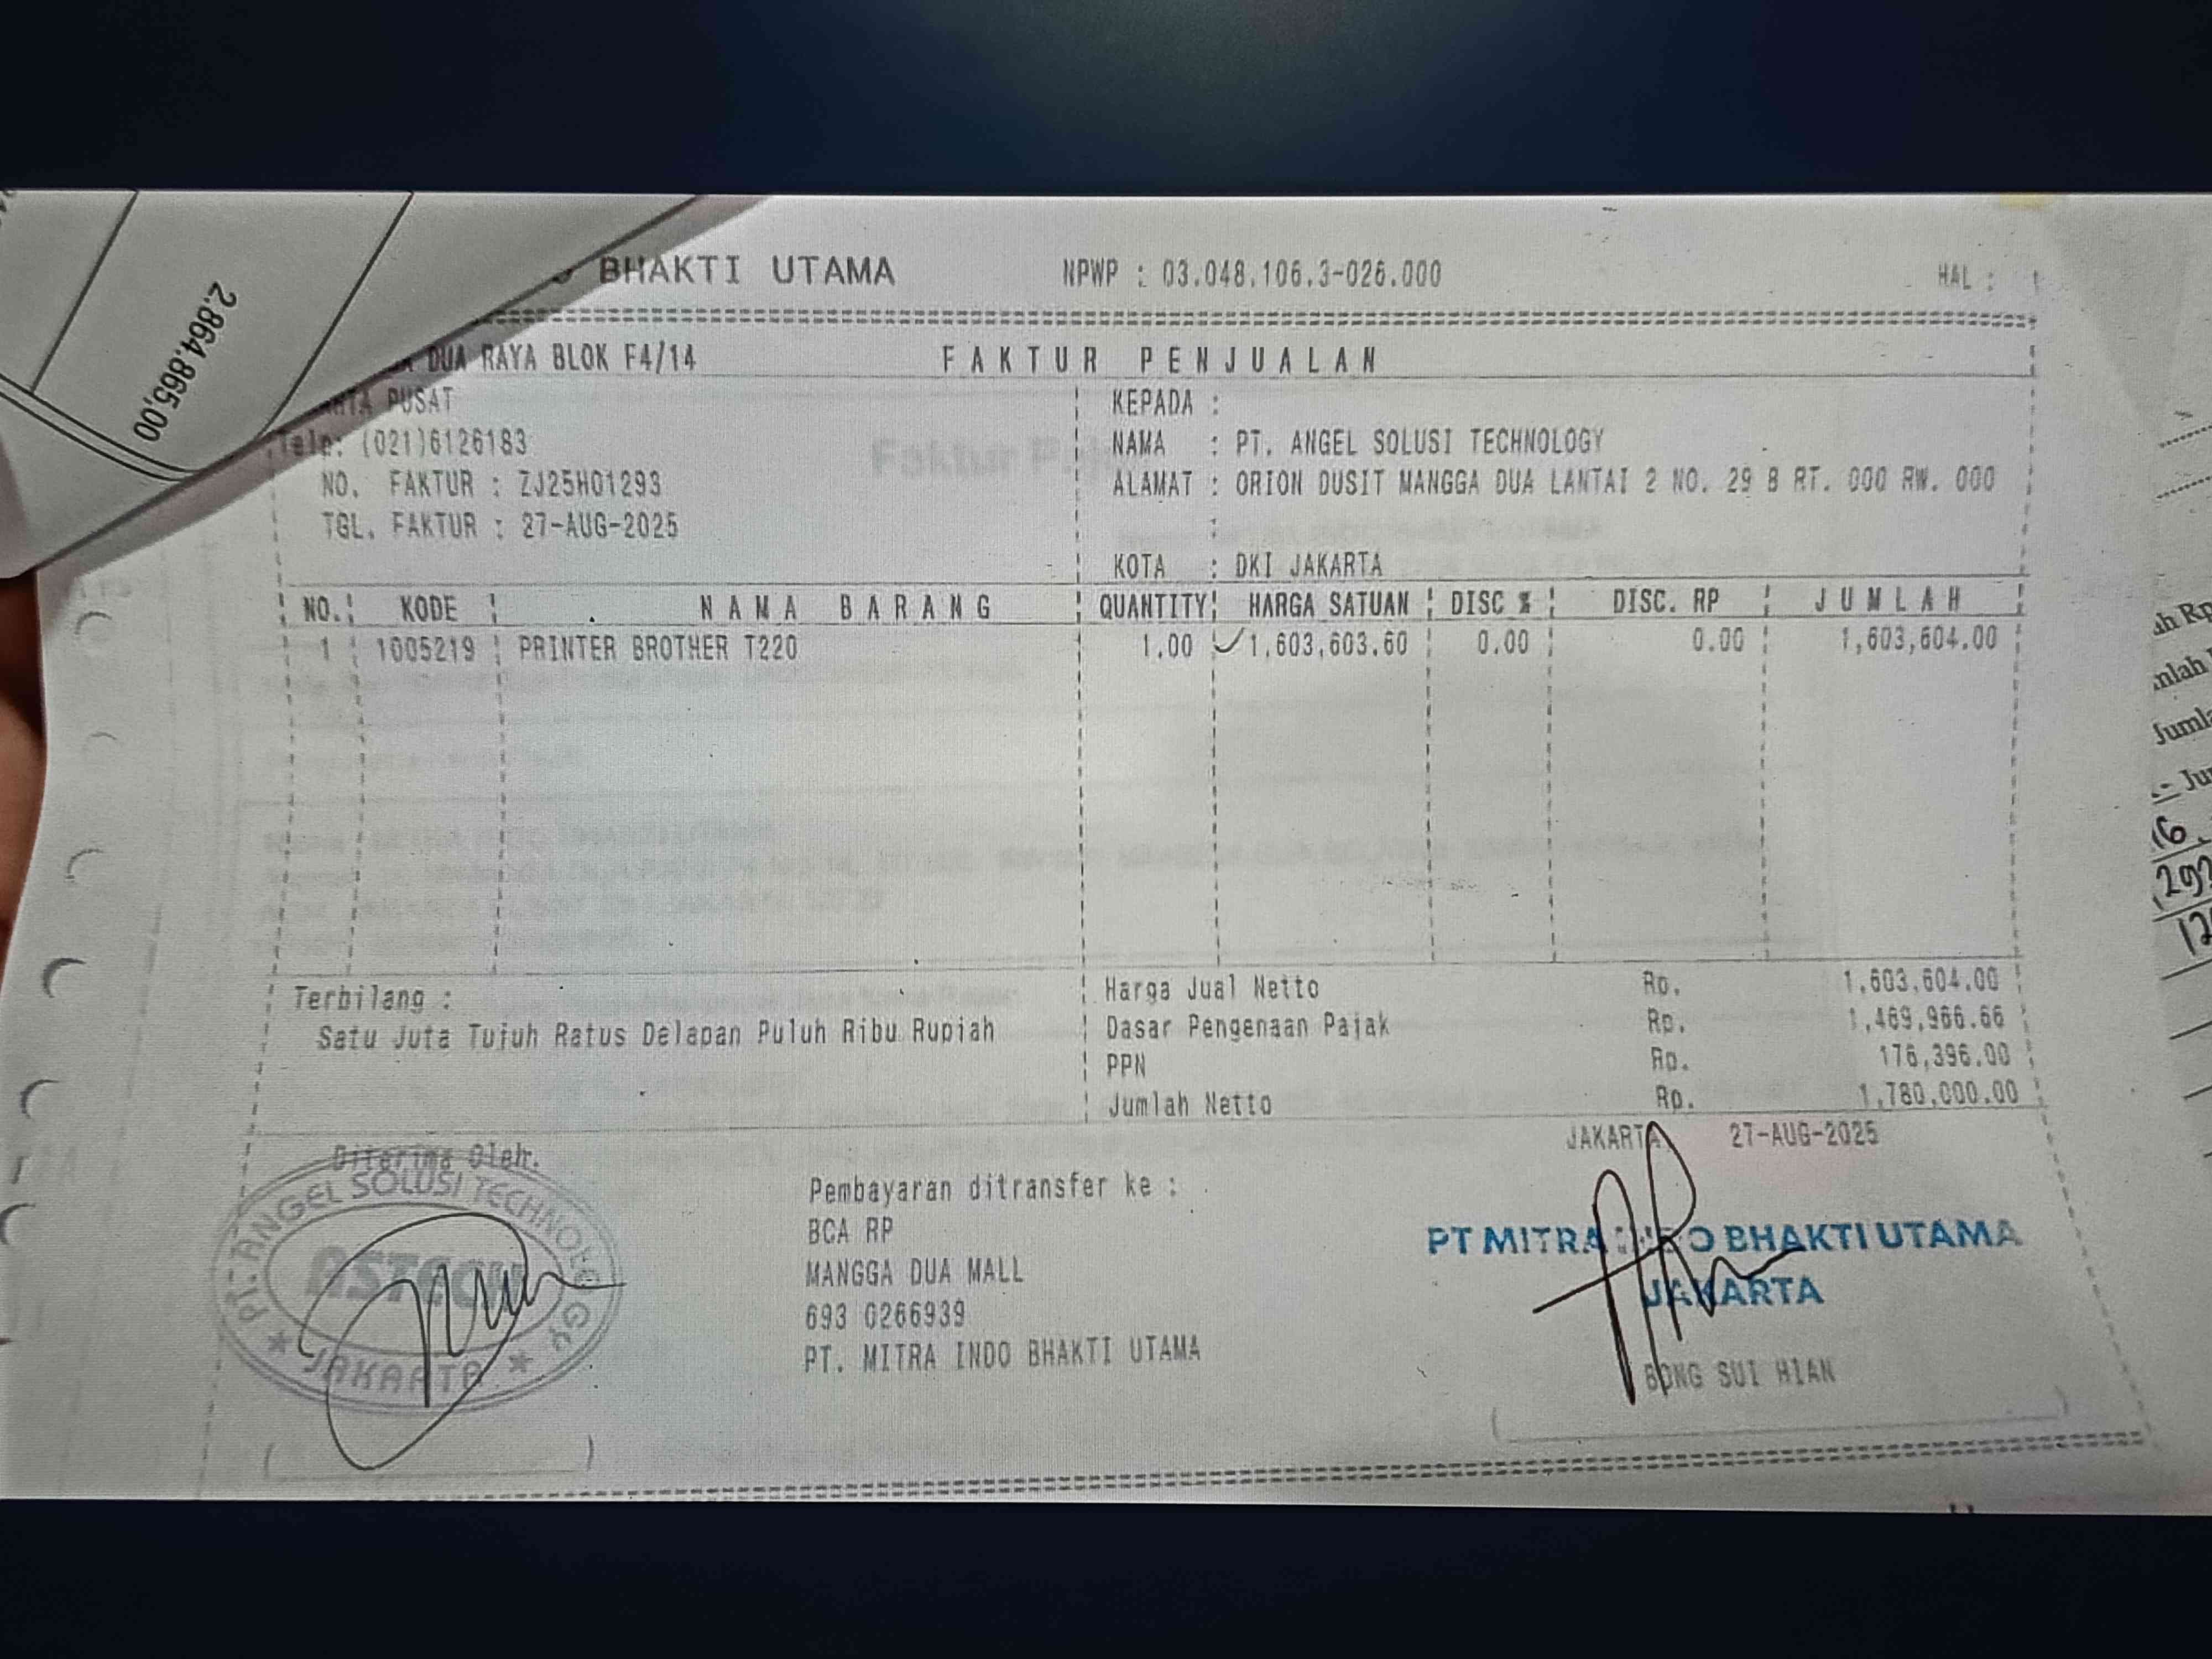 2.864.865,00
BHAKTI UTAMA NPWP : 03.048.106.3-026.000 HAL : 1
DUA RAYA BLOK F4/14 FAKTUR PENJUALAN
PUSAT
Telp: (021)6126183
NO. FAKTUR : ZJ25H01293
TGL. FAKTUR : 27-AUG-2025
KEPADA :
NAMA : PT. ANGEL SOLUSI TECHNOLOGY
ALAMAT : ORION DUSIT MANGGA DUA LANTAI 2 NO. 29 B RT. 000 RW. 000
:
KOTA : DKI JAKARTA
NO. KODE NAMA BARANG QUANTITY HARGA SATUAN DISC % DISC. RP JUMLAH
1 1005219 PRINTER BROTHER T220 1.00 1,603,603.60 0.00 0.00 1,603,604.00
Terbilang :
Satu Juta Tujuh Ratus Delapan Puluh Ribu Rupiah
Harga Jual Netto Rp. 1,603,604.00
Dasar Pengenaan Pajak Rp. 1,469,966.66
PPN Rp. 176,396.00
Jumlah Netto Rp. 1,780,000.00
JAKARTA, 27-AUG-2025
Diterima Oleh.
PT. ANGEL SOLUSI TECHNOLOGY
ASTECH
JAKARTA
Pembayaran ditransfer ke :
BCA RP
MANGGA DUA MALL
693 0266939
PT. MITRA INDO BHAKTI UTAMA
PT MITRA INDO BHAKTI UTAMA
JAKARTA
BONG SUI HIAN